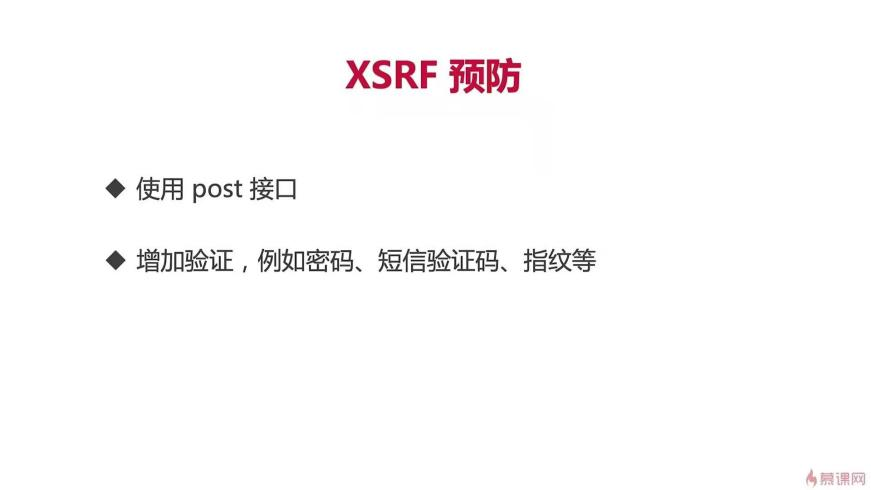 XSRF 预防
◆ 使用 post 接口
◆ 增加验证，例如密码、短信验证码、指纹等
慕课网